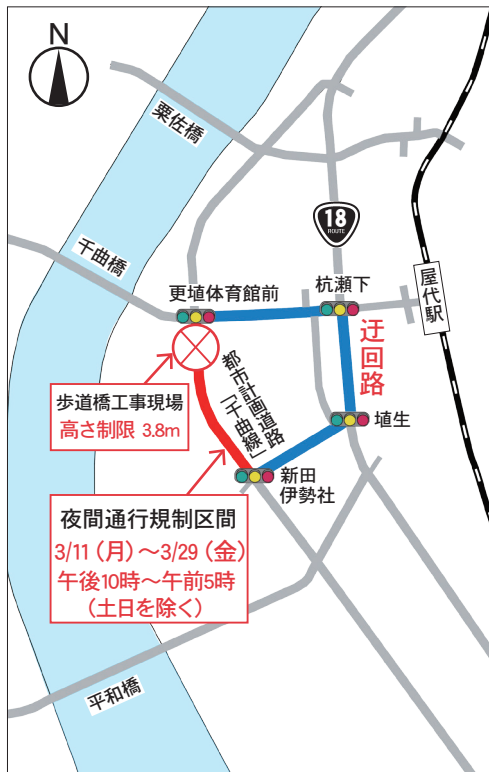 N
粟佐橋
18
ROUTE
千曲橋
更埴体育館前
杭瀬下
屋代駅
迂回路
都市計画道路
「千曲線」
歩道橋工事現場
高さ制限 3.8m
埴生
新田
伊勢社
夜間通行規制区間
3/11（月）～3/29（金）
午後10時～午前5時
（土日を除く）
平和橋